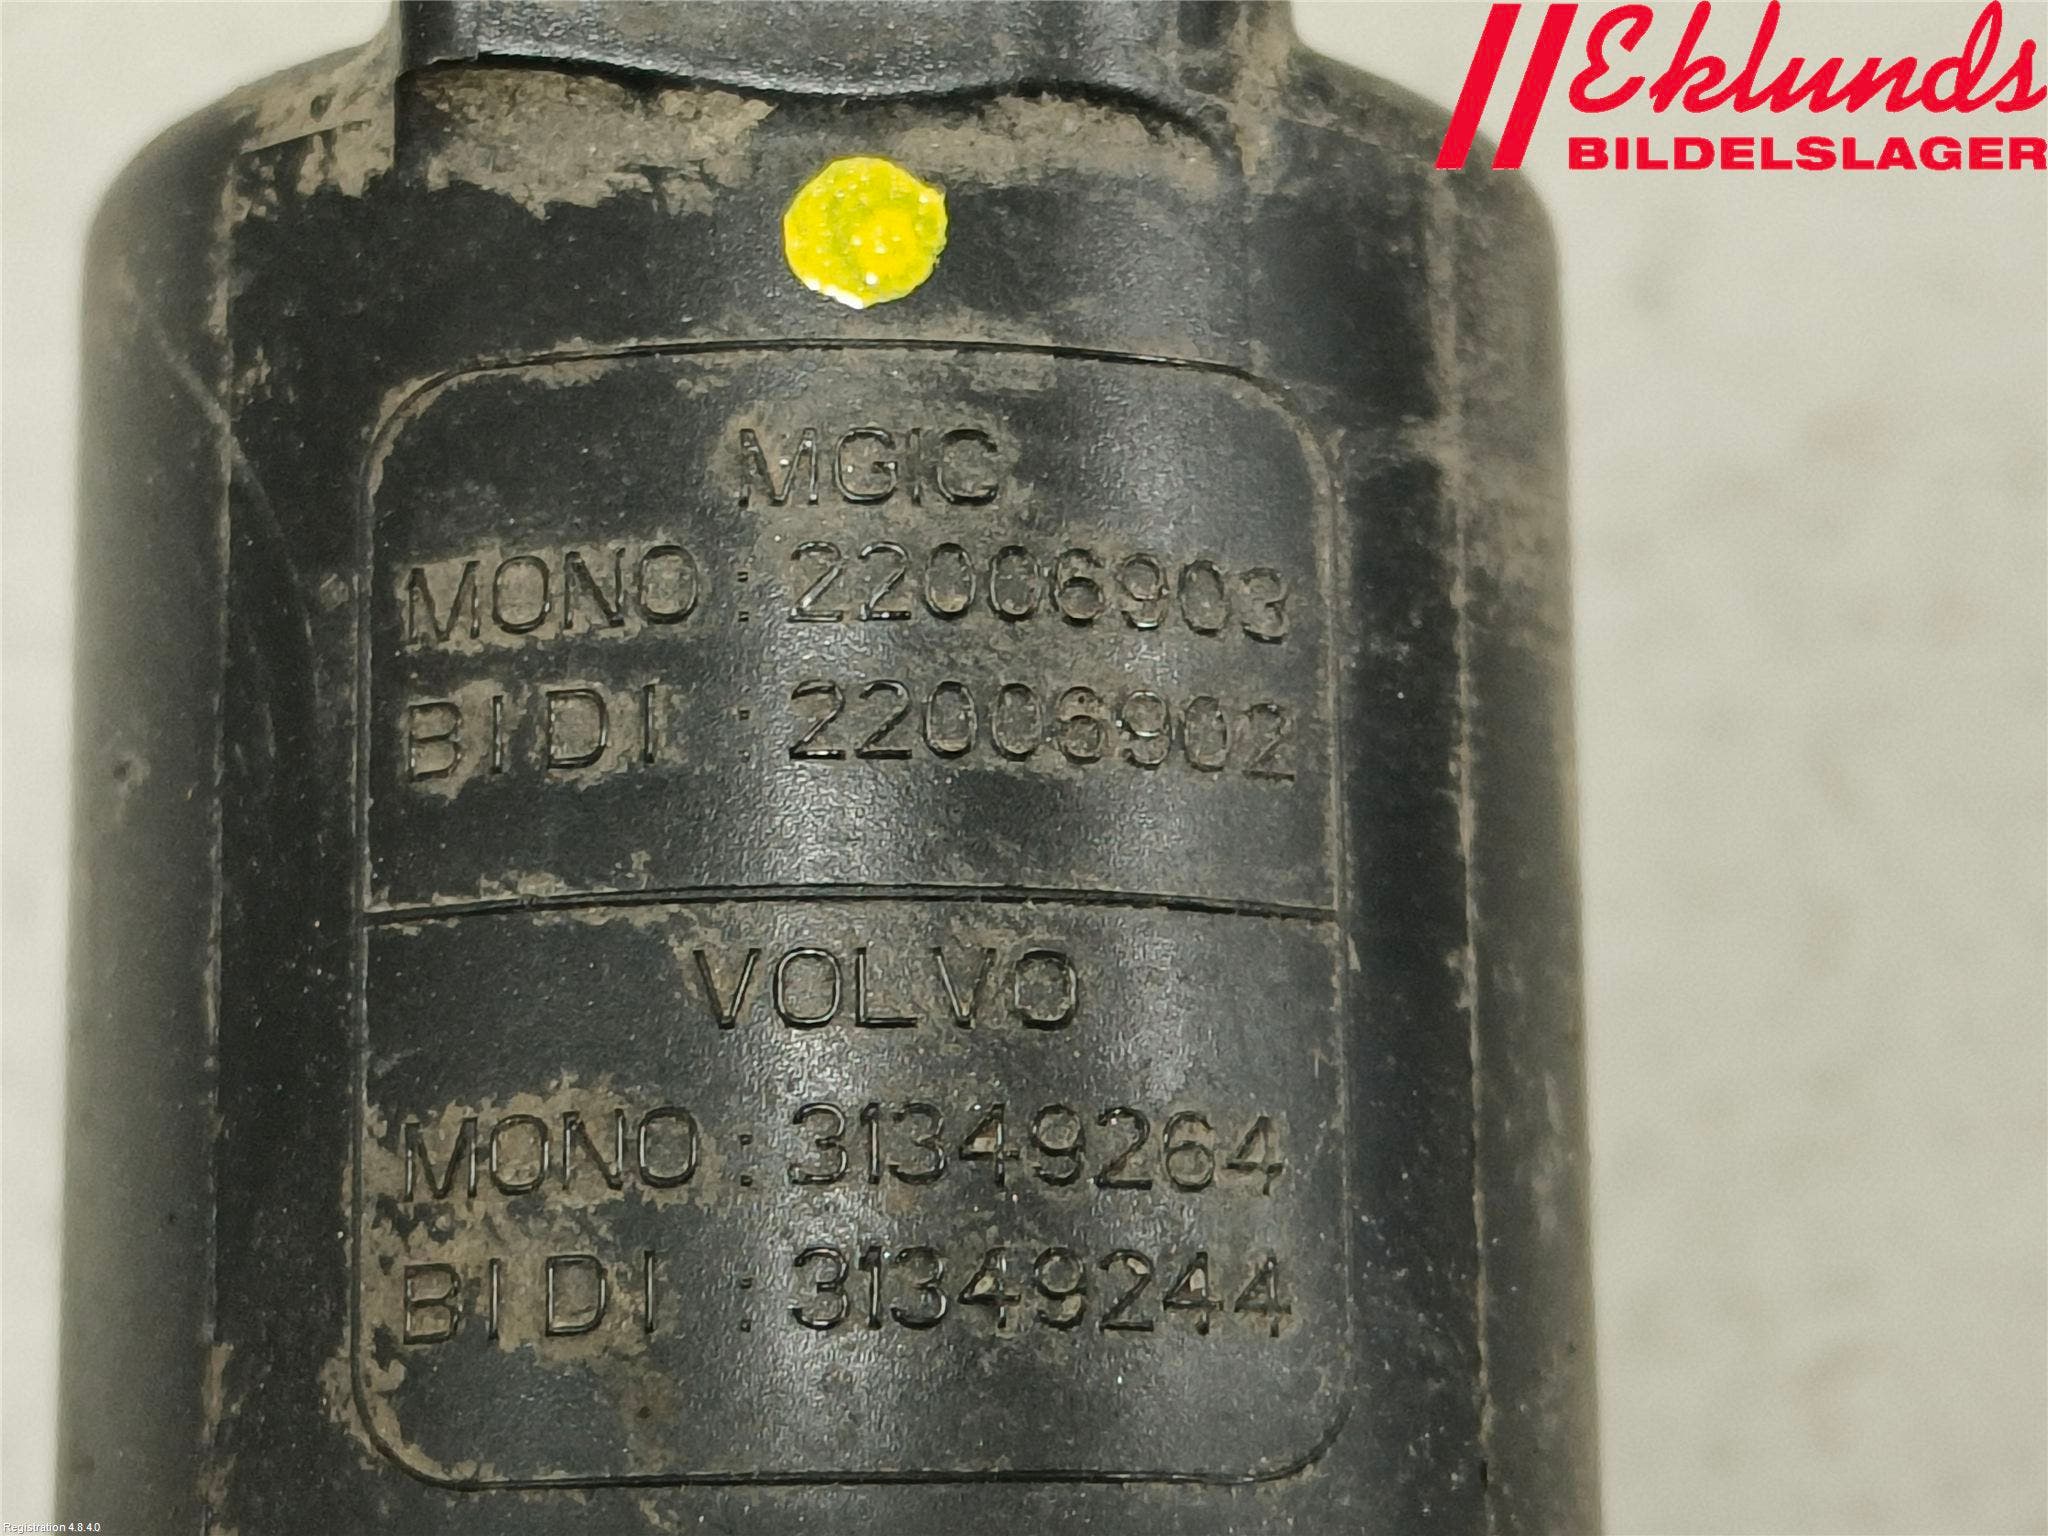 Eklunds
BILDELSLAGER
MGIC
MONO : 22006903
BIDI : 22006902
VOLVO
MONO : 31349264
BIDI : 31349244
Registration 4.8.4.0